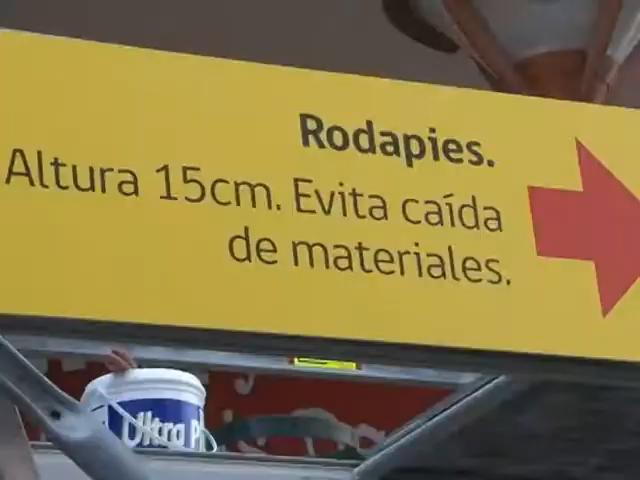 Rodapies.
Altura 15cm. Evita caída
de materiales.
Ultra